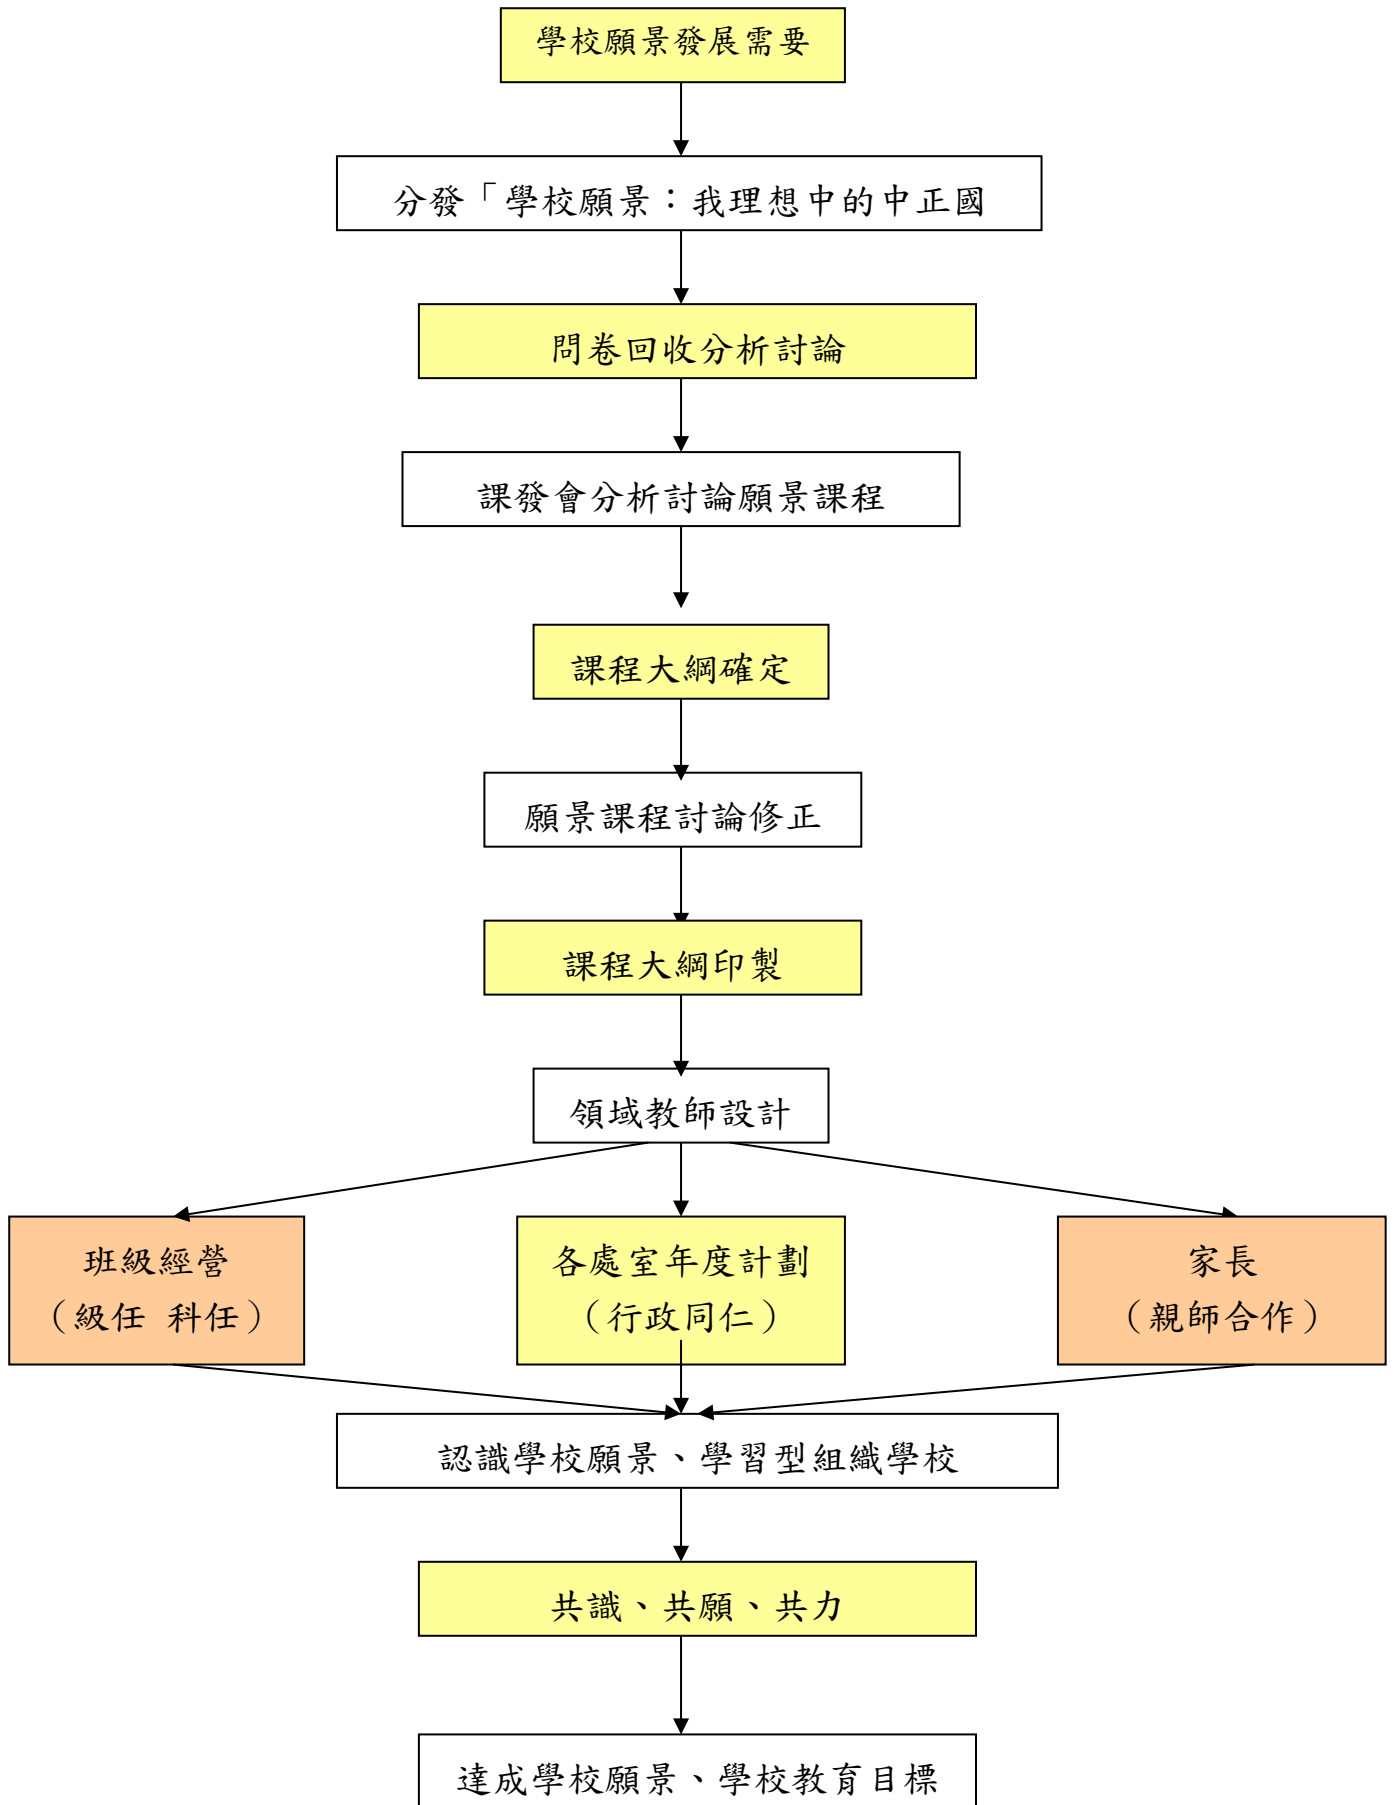 學校願景發展需要
分發「學校願景：我理想中的中正國
問卷回收分析討論
課發會分析討論願景課程
課程大綱確定
願景課程討論修正
課程大綱印製
領域教師設計
班級經營
（級任 科任）
各處室年度計劃
（行政同仁）
家長
（親師合作）
認識學校願景、學習型組織學校
共識、共願、共力
達成學校願景、學校教育目標